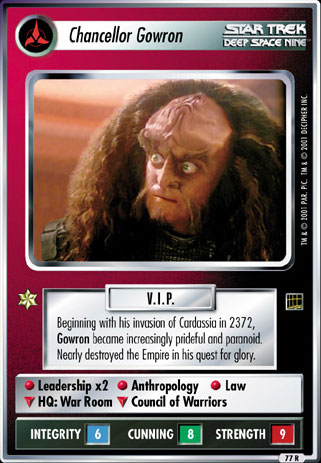 Chancellor Gowron
STAR TREK
DEEP SPACE NINE
TM & © 2001 PAR. PIC. TM & © 2001 DECIPHER INC.
V.I.P.
Beginning with his invasion of Cardassia in 2372,
Gowron became increasingly prideful and paranoid.
Nearly destroyed the Empire in his quest for glory.
Leadership x2 Anthropology Law
HQ: War Room Council of Warriors
INTEGRITY 6 CUNNING 8 STRENGTH 9
77 R